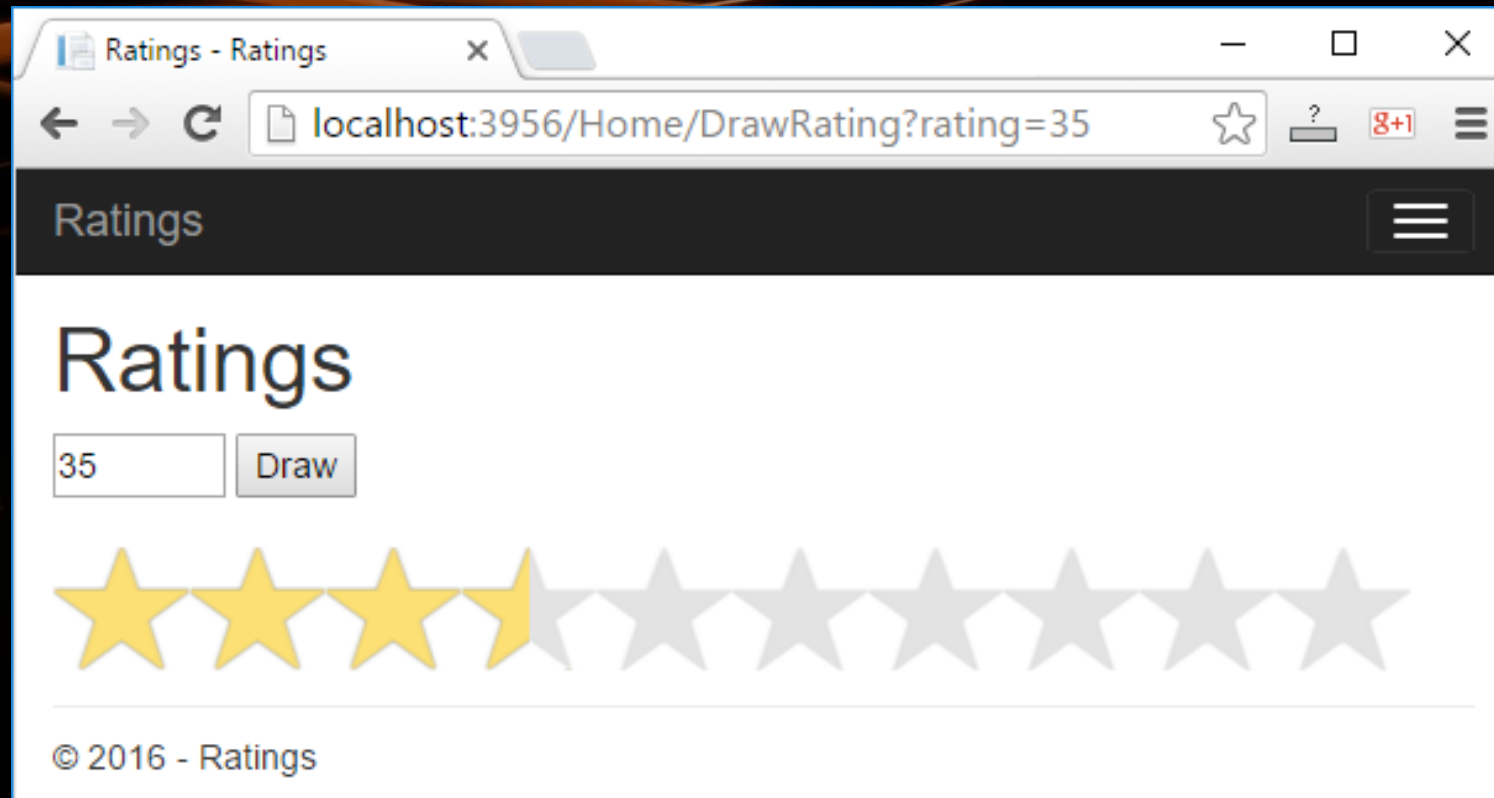 Ratings - Ratings
localhost:3956/Home/DrawRating?rating=35
?
g+1
Ratings
Ratings
35 Draw
© 2016 - Ratings